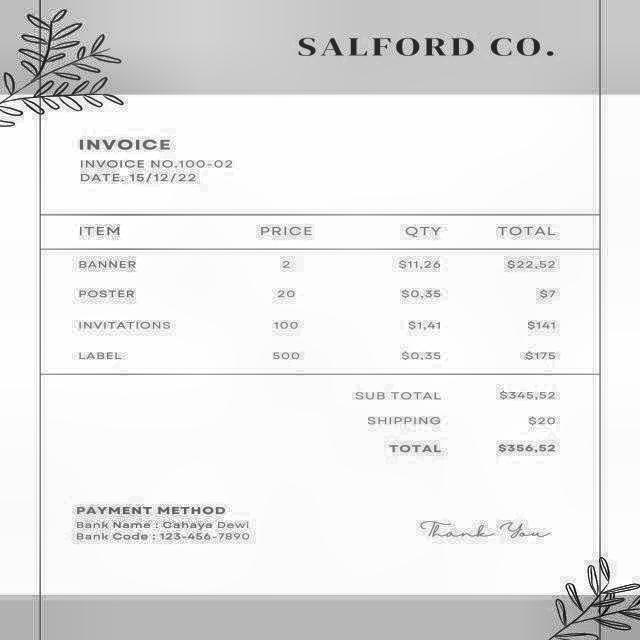 SALFORD CO.
INVOICE
INVOICE NO.100-02
DATE. 15/12/22
ITEM PRICE QTY TOTAL
BANNER 2 $11,26 $22,52
POSTER 20 $0,35 $7
INVITATIONS 100 $1,41 $141
LABEL 500 $0,35 $175
SUB TOTAL $345,52
SHIPPING $20
TOTAL $356,52
PAYMENT METHOD
Bank Name : Cahaya Dewi
Bank Code : 123-456-7890
Thank You